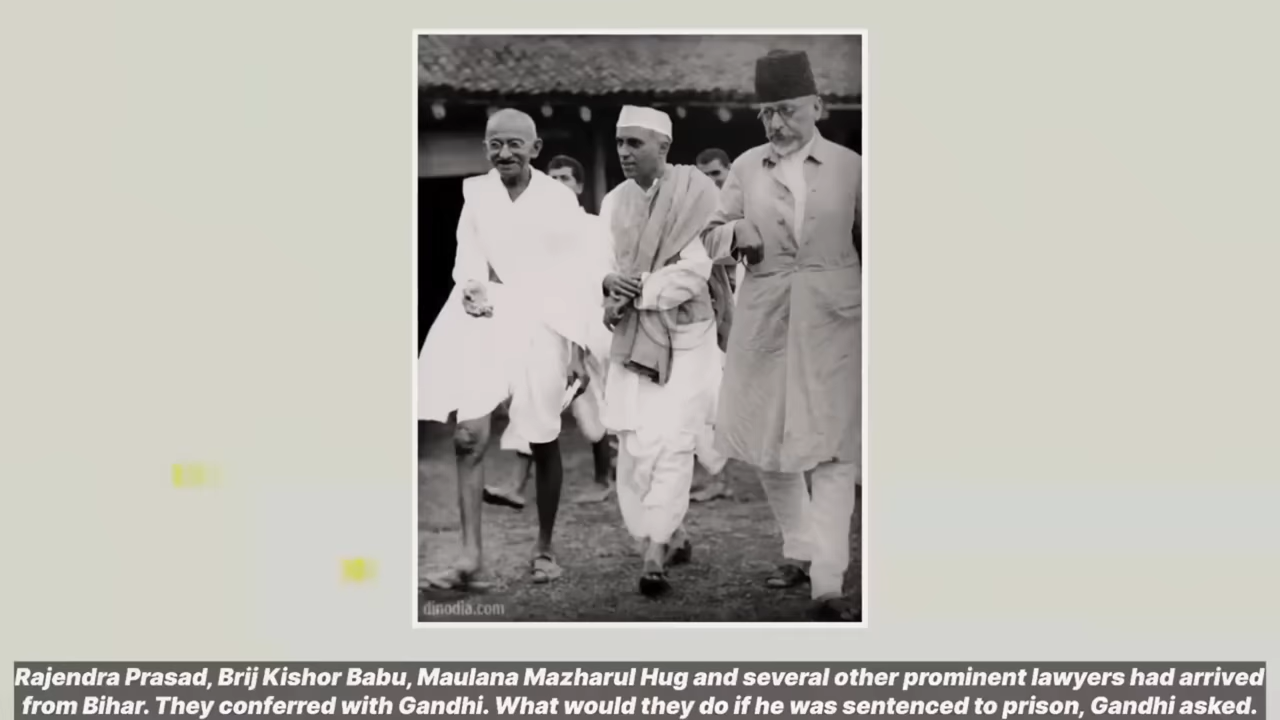 dinodia.com
Rajendra Prasad, Brij Kishor Babu, Maulana Mazharul Hug and several other prominent lawyers had arrived
from Bihar. They conferred with Gandhi. What would they do if he was sentenced to prison, Gandhi asked.